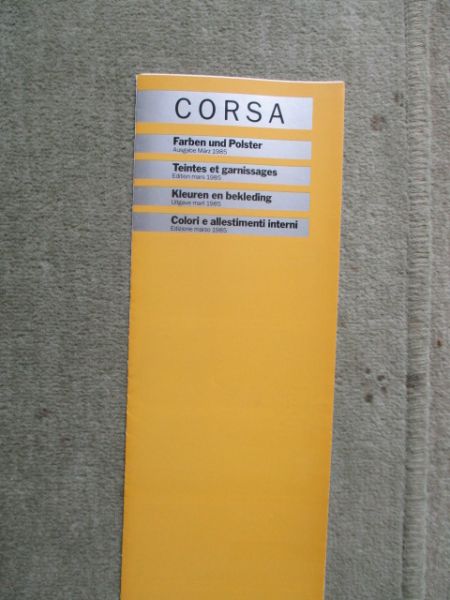 CORSA
Farben und Polster
Ausgabe März 1985
Teintes et garnissages
Edition mars 1985
Kleuren en bekleding
Uitgave mart 1985
Colori e allestimenti interni
Edizione marzo 1985